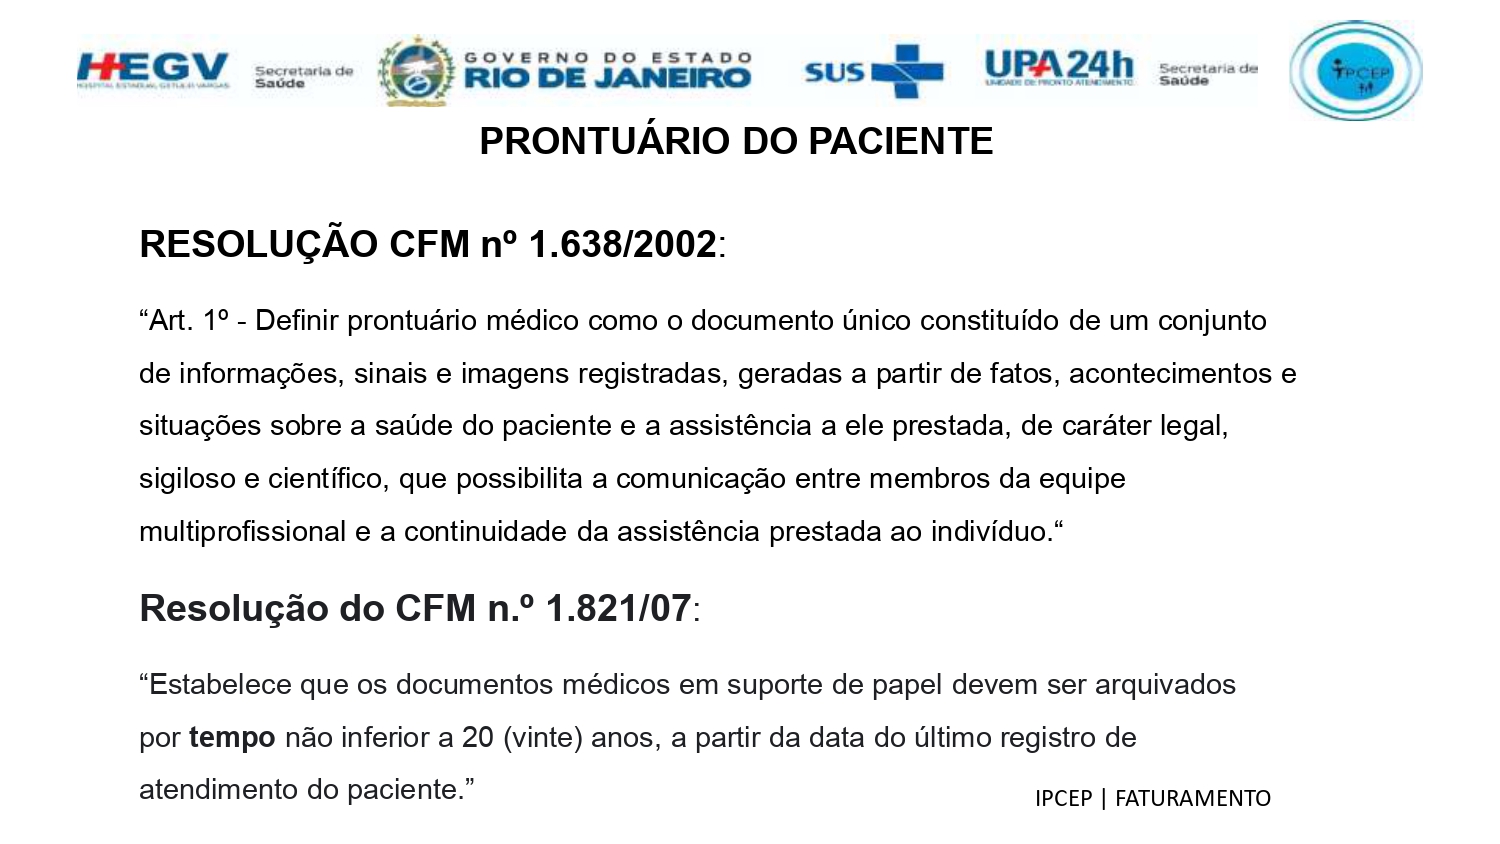 HEGV
HOSPITAL ESTADUAL GETÚLIO VARGAS
Secretaria de
Saúde
GOVERNO DO ESTADO
RIO DE JANEIRO
SUS
UPA24h
UNIDADE DE PRONTO ATENDIMENTO
Secretaria de
Saúde
IPCEP
PRONTUÁRIO DO PACIENTE
RESOLUÇÃO CFM nº 1.638/2002:
“Art. 1º - Definir prontuário médico como o documento único constituído de um conjunto
de informações, sinais e imagens registradas, geradas a partir de fatos, acontecimentos e
situações sobre a saúde do paciente e a assistência a ele prestada, de caráter legal,
sigiloso e científico, que possibilita a comunicação entre membros da equipe
multiprofissional e a continuidade da assistência prestada ao indivíduo.“
Resolução do CFM n.º 1.821/07:
“Estabelece que os documentos médicos em suporte de papel devem ser arquivados
por tempo não inferior a 20 (vinte) anos, a partir da data do último registro de
atendimento do paciente.”
IPCEP | FATURAMENTO